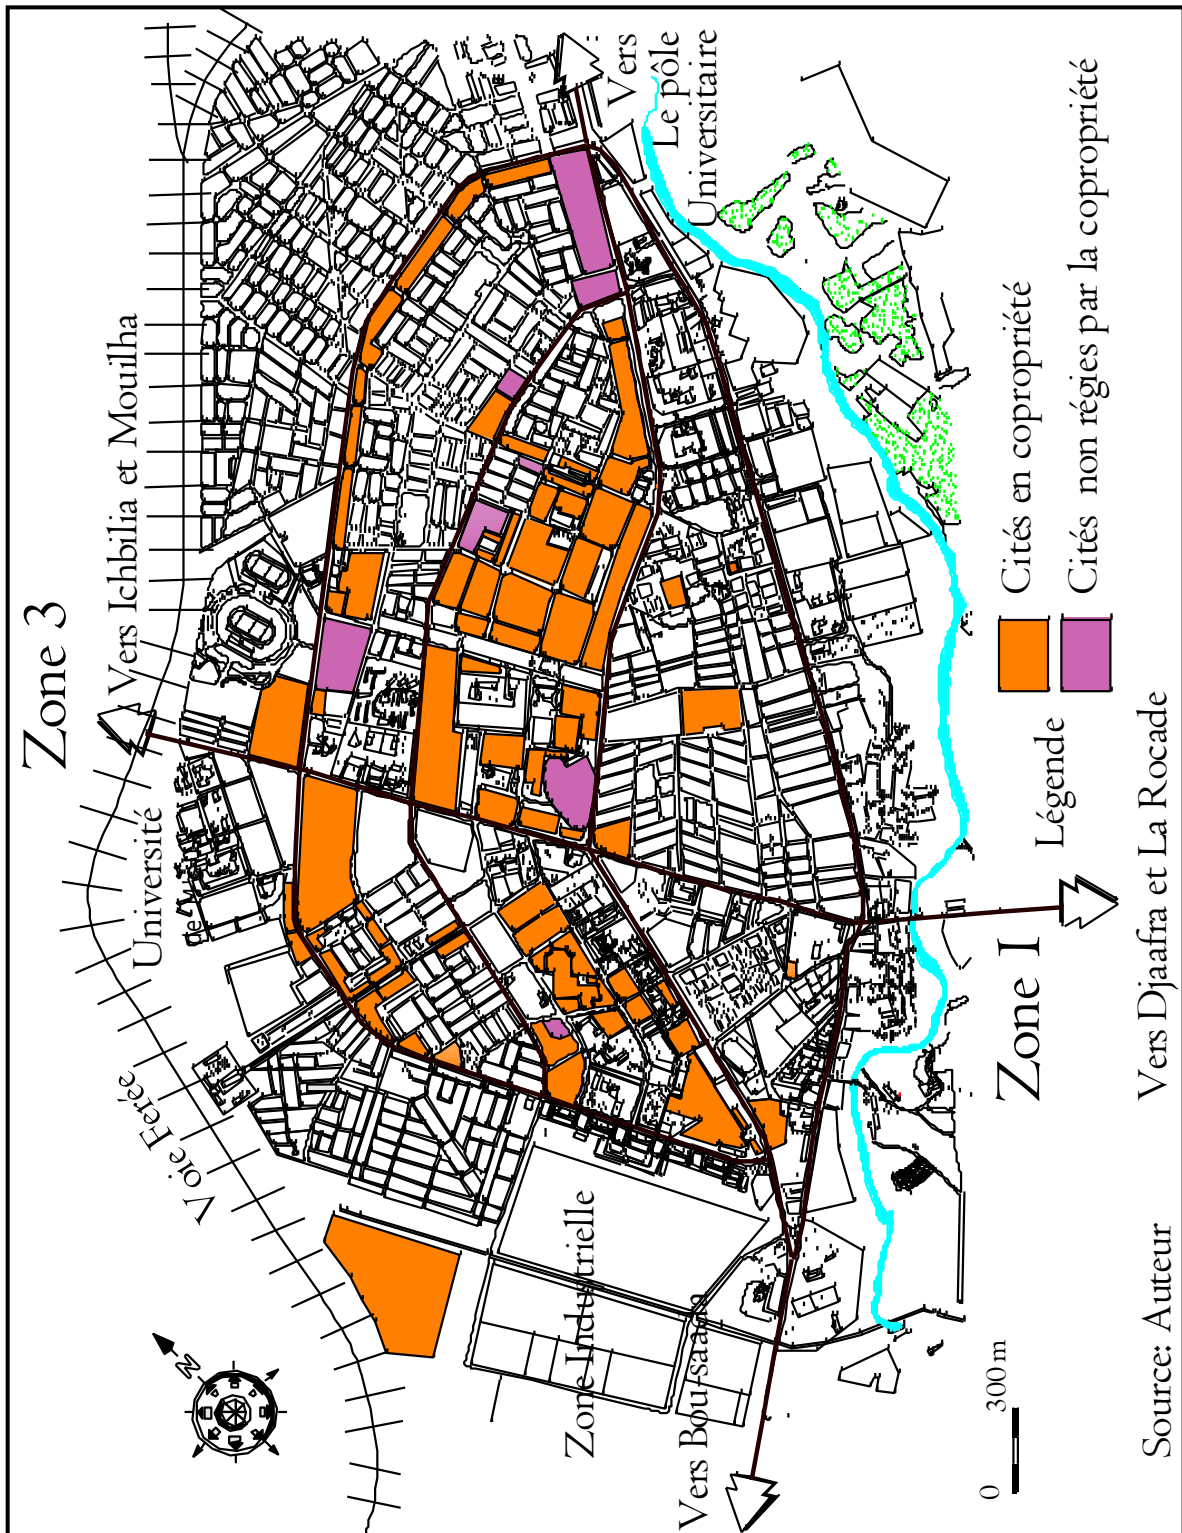 Zone 3
Vers Ichbilia et Mouilha
Université
Voie Ferée
N
Vers
Le pôle
Universitaire
Zone Industrielle
Vers Bou-saada
Zone I
Vers Djaafra et La Rocade
Légende
Cités en copropriété
Cités non régies par la copropriété
0 300 m
Source: Auteur